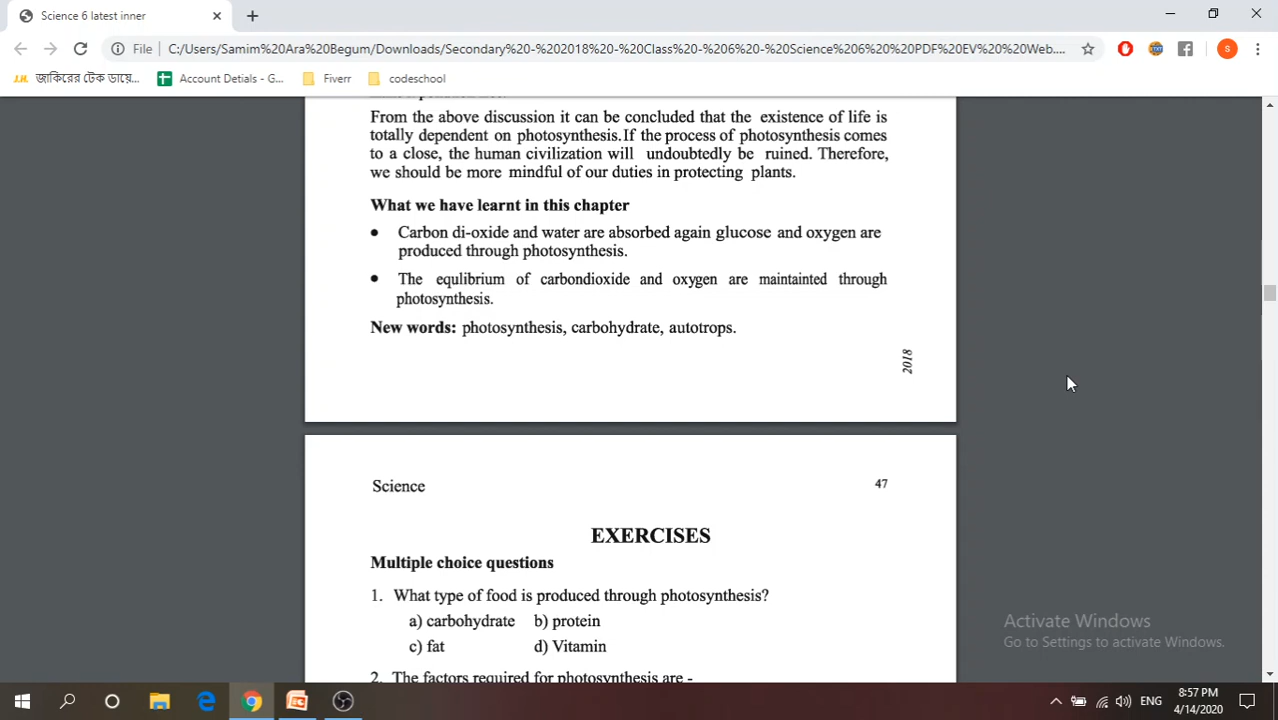 Science 6 latest inner
File
C:/Users/Samim%20Ara%20Begum/Downloads/Secondary%20-%202018%20-%20Class%20-%206%20-%20Science%206%20%20PDF%20EV%20%20Web....
জাকিরের টেক ডায়ে...
Account Detials - G...
Fiverr
codeschool
From the above discussion it can be concluded that the existence of life is
totally dependent on photosynthesis.If the process of photosynthesis comes
to a close, the human civilization will undoubtedly be ruined. Therefore,
we should be more mindful of our duties in protecting plants.
What we have learnt in this chapter
• Carbon di-oxide and water are absorbed again glucose and oxygen are
produced through photosynthesis.
• The equlibrium of carbondioxide and oxygen are maintainted through
photosynthesis.
New words: photosynthesis, carbohydrate, autotrops.
2018
Science 47
EXERCISES
Multiple choice questions
1. What type of food is produced through photosynthesis?
a) carbohydrate b) protein
c) fat d) Vitamin
2. The factors required for photosynthesis are -
Activate Windows
Go to Settings to activate Windows.
ENG
8:57 PM
4/14/2020